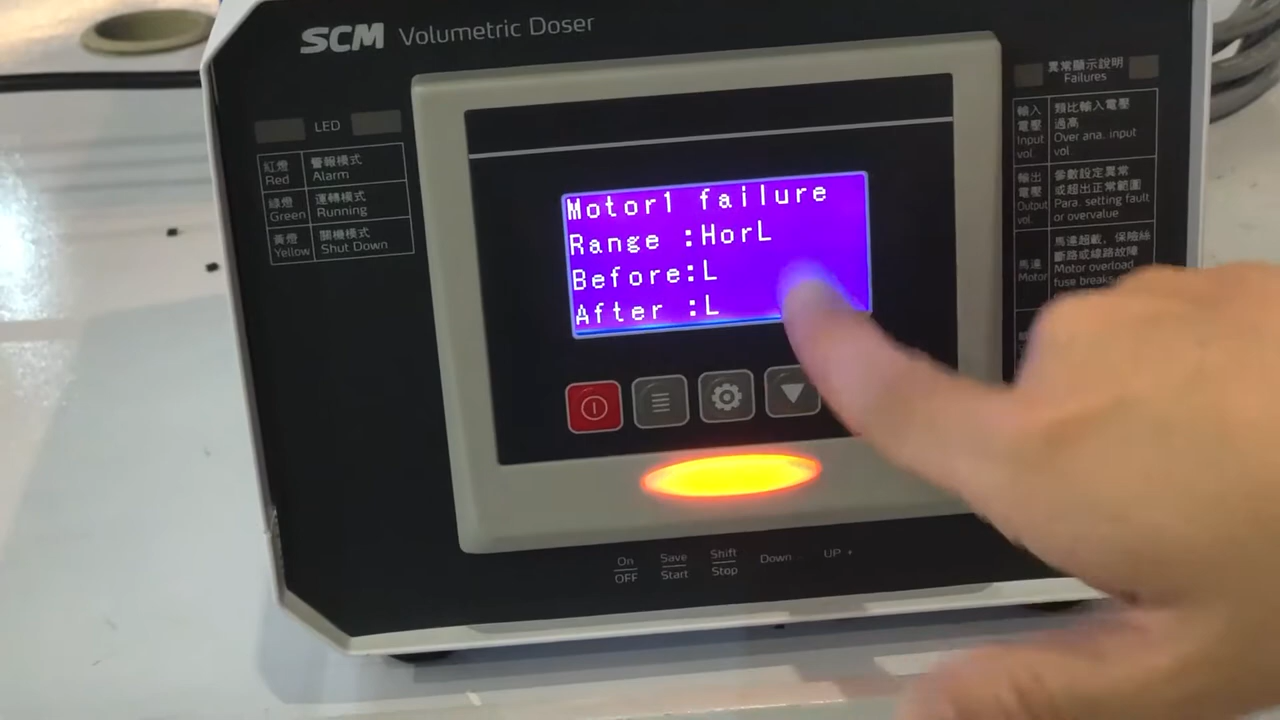 SCM Volumetric Doser
LED
紅燈
Red
警報模式
Alarm
綠燈
Green
運轉模式
Running
黃燈
Yellow
關機模式
Shut Down
Motor1 failure
Range :HorL
Before:L
After :L
On
OFF
Save
Start
Shift
Stop
Down -
UP +
異常顯示說明
Failures
輸入
電壓
Input
vol.
類比輸入電壓
過高
Over ana. input
vol
輸出
電壓
Output
vol.
參數設定異常
或超出正常範圍
Para. setting fault
or overvalue
馬達
Motor
馬達超載，保險絲
斷路或線路故障
Motor overload
fuse breaks